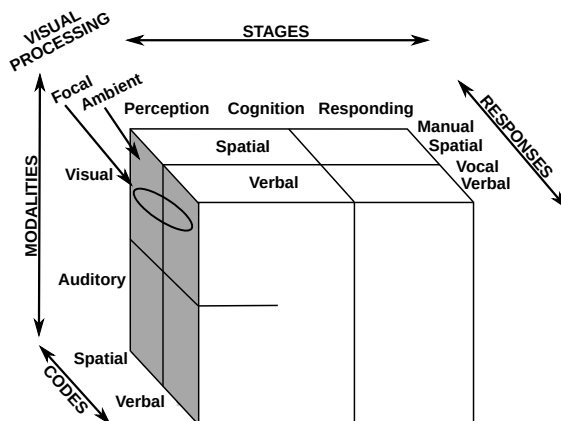 VISUAL
PROCESSING
STAGES
Focal
Ambient
Perception Cognition Responding
RESPONSES
Manual
Spatial
Spatial
Vocal
Verbal
Visual
Verbal
MODALITIES
Auditory
Spatial
CODES
Verbal